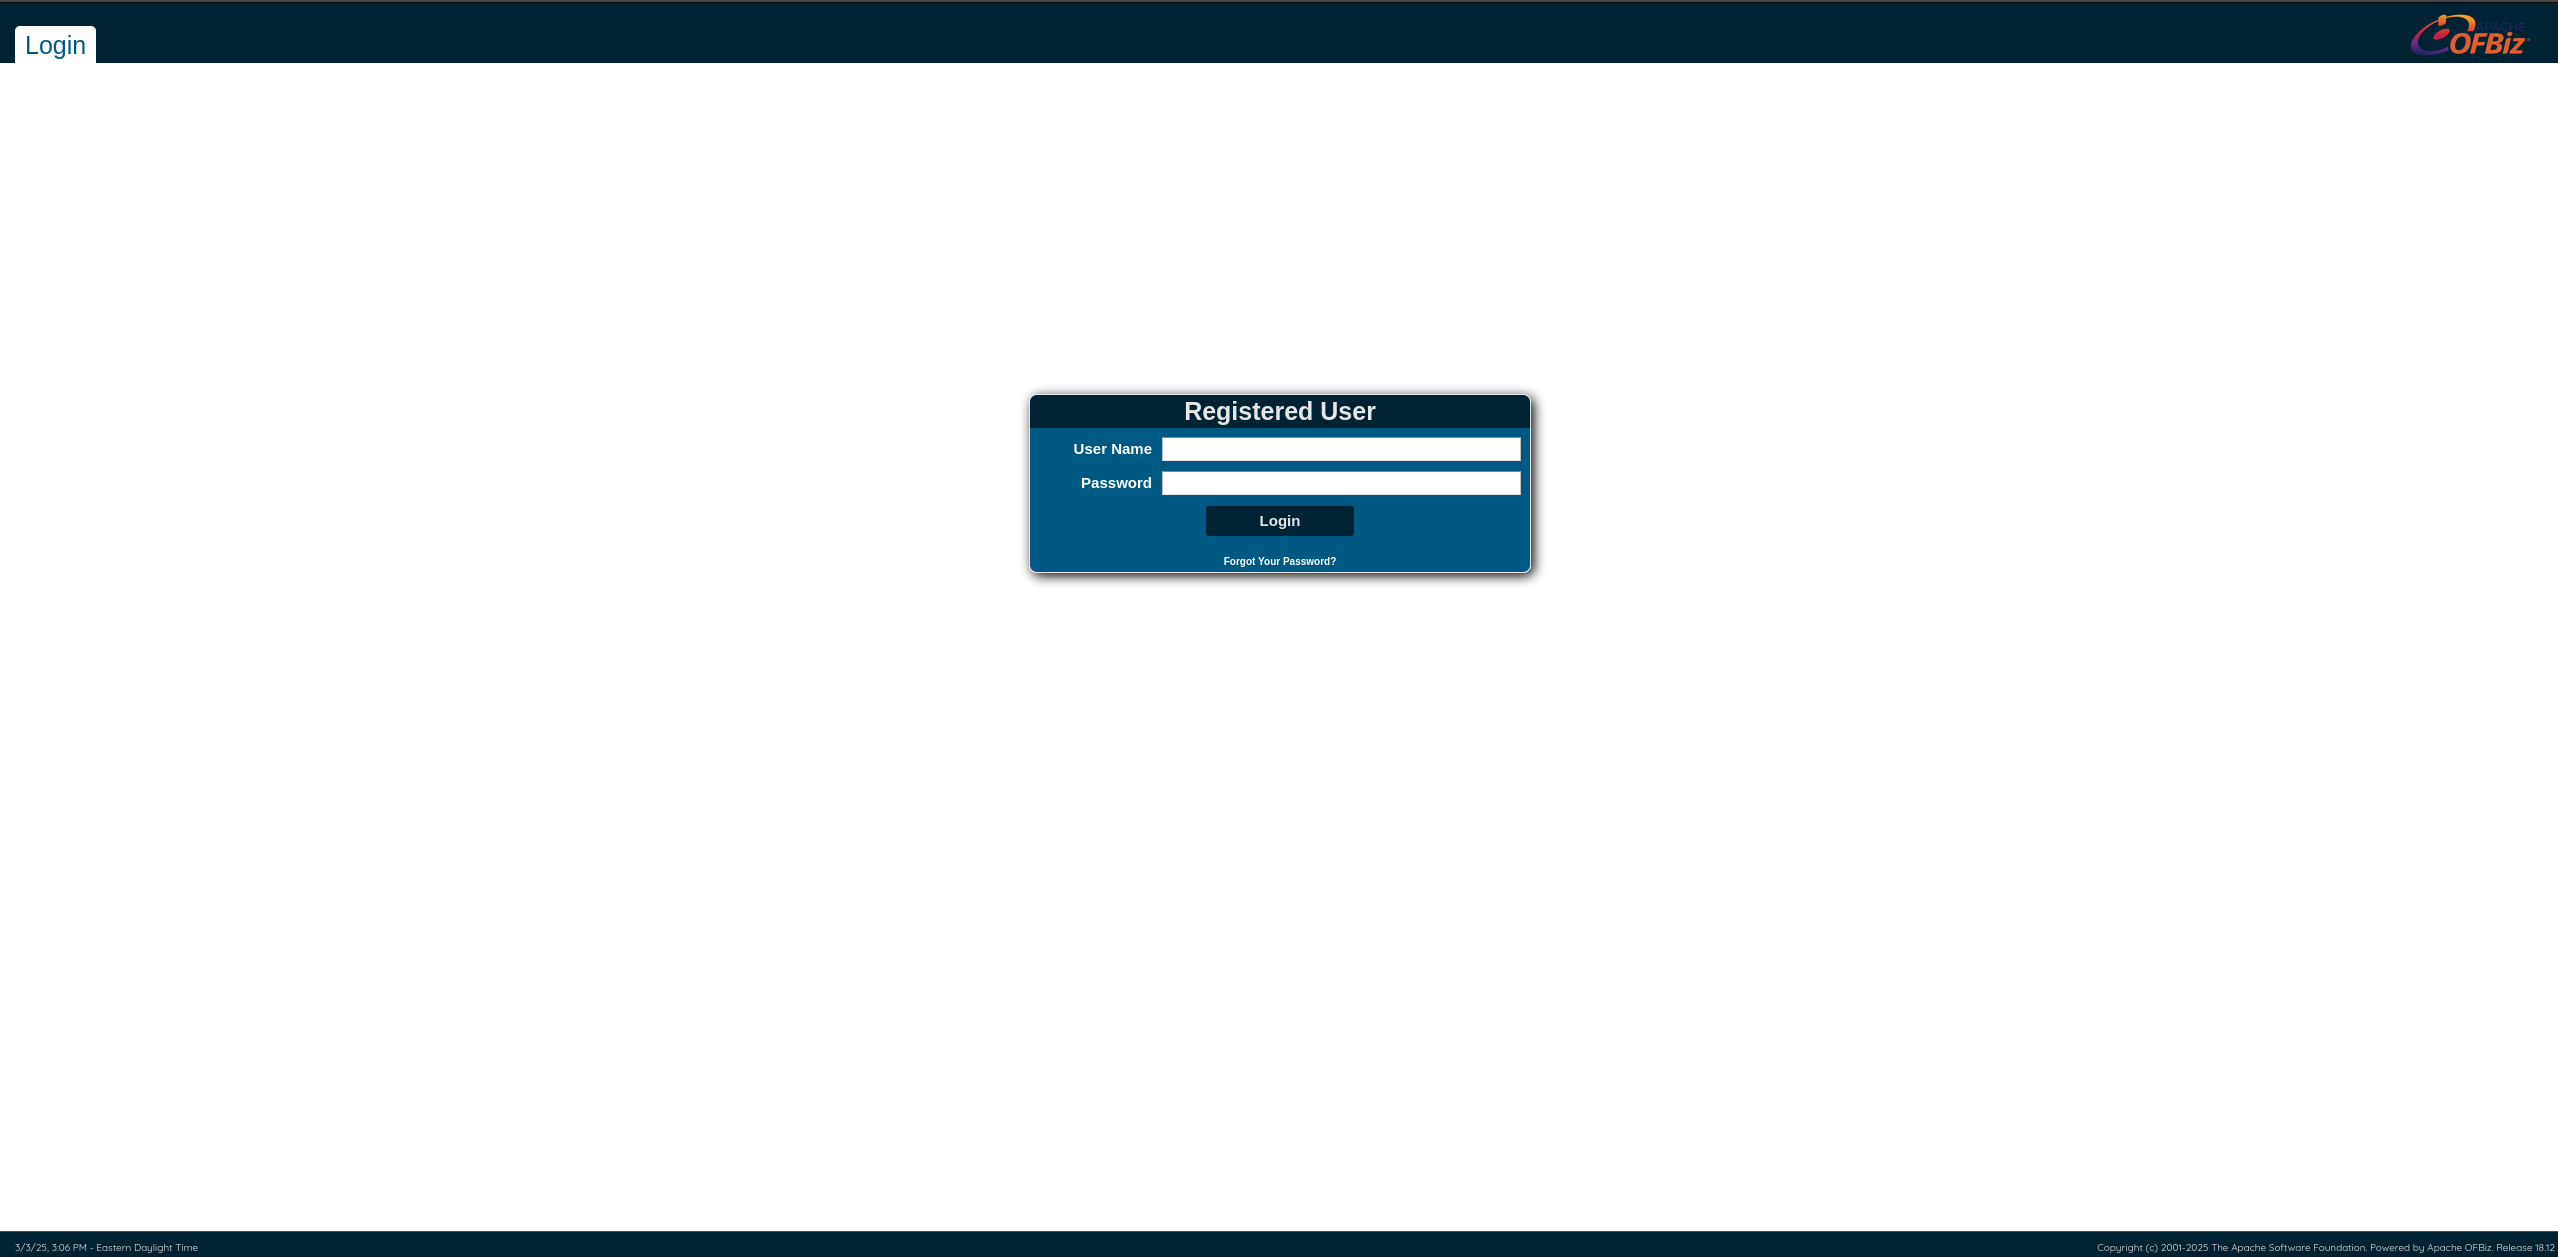 Login
APACHE
OFBiz
Registered User
User Name
Password
Login
Forgot Your Password?
3/3/25, 3:06 PM - Eastern Daylight Time
Copyright (c) 2001-2025 The Apache Software Foundation. Powered by Apache OFBiz. Release 18.12